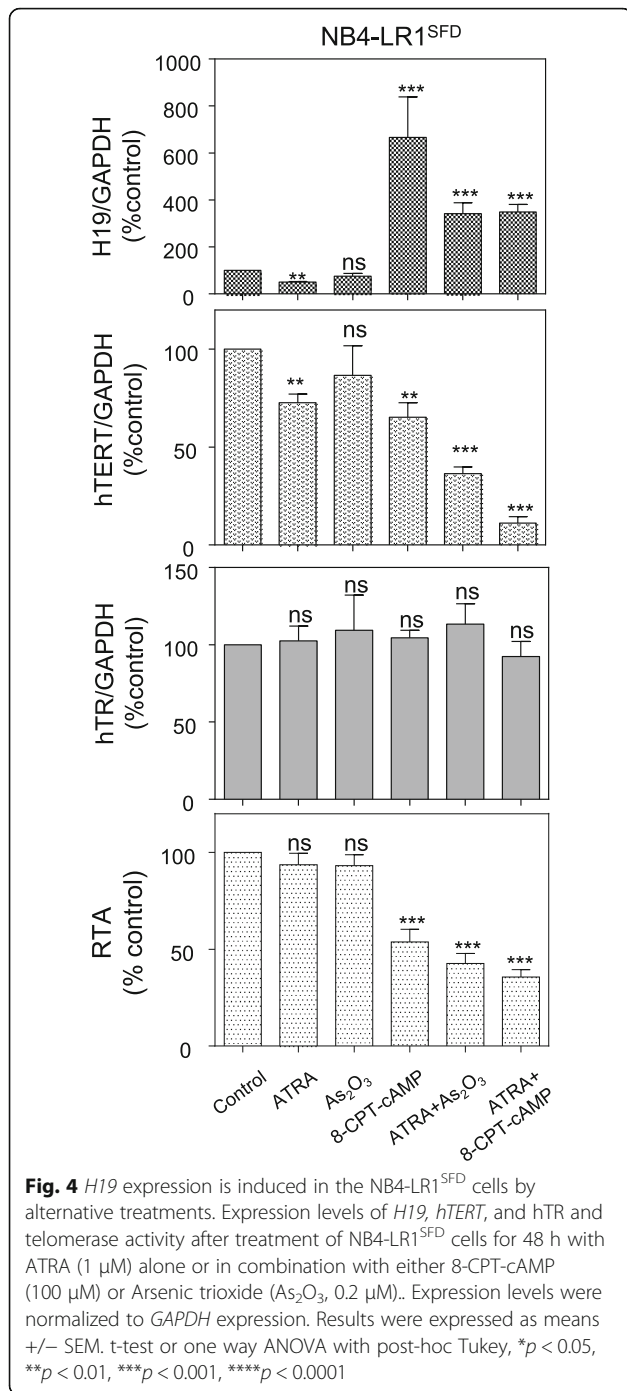 NB4-LR1SFD
H19/GAPDH
(%control)
1000
800
600
400
200
0
**
ns
***
***
***
hTERT/GAPDH
(%control)
100
50
0
**
ns
**
***
***
hTR/GAPDH
(%control)
150
100
50
0
ns
ns
ns
ns
ns
RTA
(% control)
100
50
0
ns
ns
***
***
***
Control
ATRA
As2O3
8-CPT-cAMP
ATRA+As2O3
ATRA+
8-CPT-cAMP
Fig. 4 H19 expression is induced in the NB4-LR1SFD cells by
alternative treatments. Expression levels of H19, hTERT, and hTR and
telomerase activity after treatment of NB4-LR1SFD cells for 48 h with
ATRA (1 μM) alone or in combination with either 8-CPT-cAMP
(100 μM) or Arsenic trioxide (As2O3, 0.2 μM).. Expression levels were
normalized to GAPDH expression. Results were expressed as means
+/− SEM. t-test or one way ANOVA with post-hoc Tukey, *p < 0.05,
**p < 0.01, ***p < 0.001, ****p < 0.0001